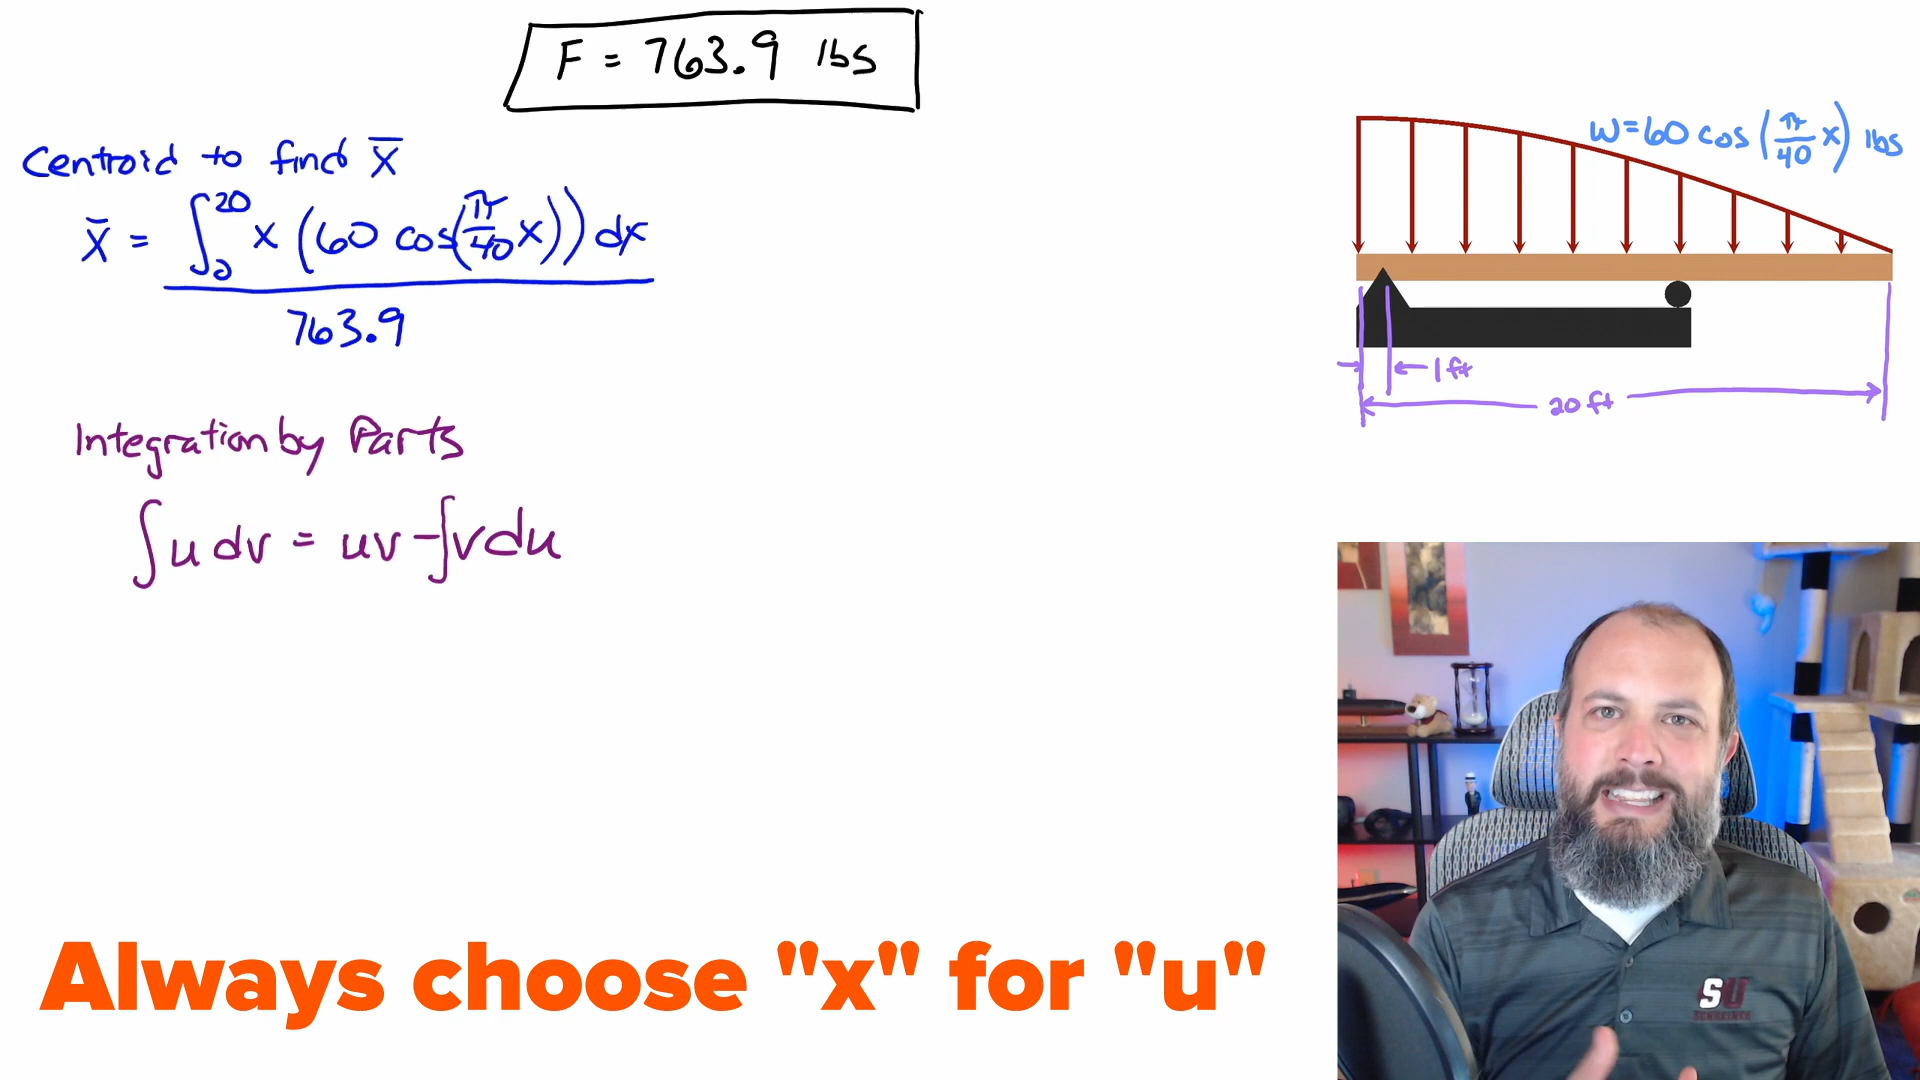 F = 763.9 lbs
Centroid to find x̄
x̄ = ∫₀²⁰ x (60 cos(π/40 x)) dx
763.9
Integration by Parts
∫u dv = uv - ∫v du
w=60 cos (π/40 x) lbs
1 ft
20 ft
SU
SCHREINER
Always choose "x" for "u"